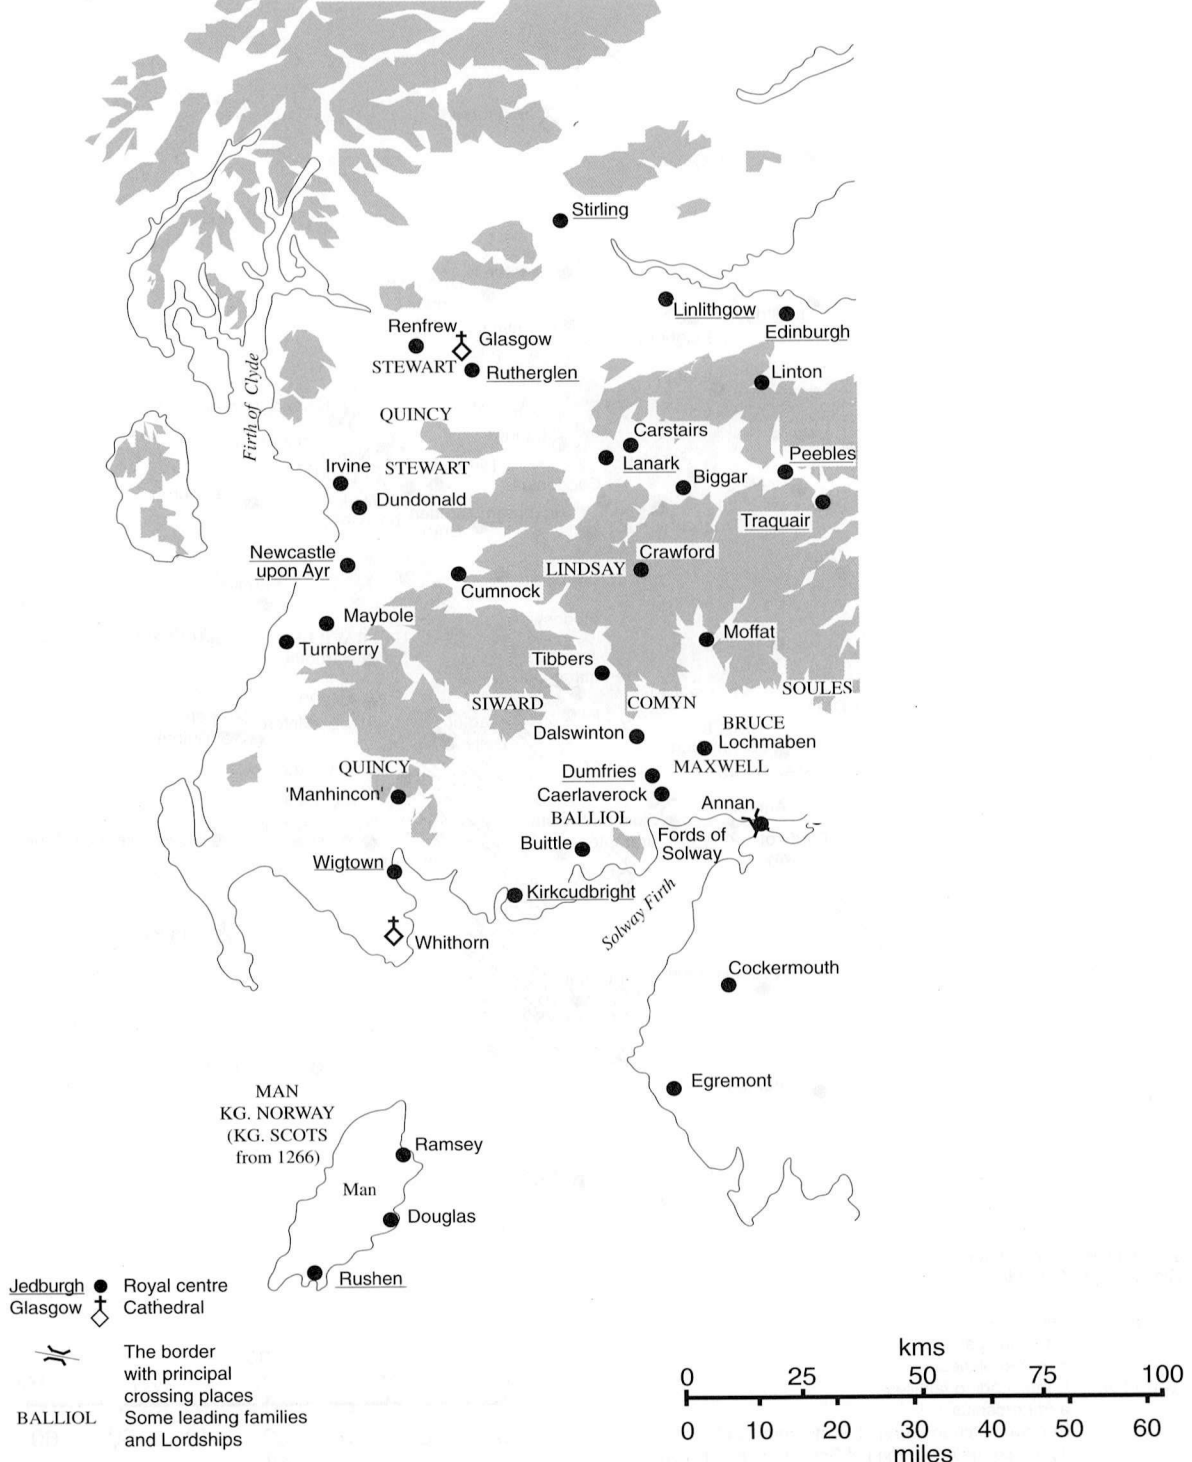 Stirling
Linlithgow
Edinburgh
Renfrew
Glasgow
STEWART
Rutherglen
Linton
Firth of Clyde
QUINCY
Carstairs
Irvine
STEWART
Lanark
Peebles
Biggar
Dundonald
Traquair
Newcastle
upon Ayr
Crawford
LINDSAY
Cumnock
Maybole
Moffat
Turnberry
Tibbers
SOULES
SIWARD
COMYN
BRUCE
Dalswinton
Lochmaben
QUINCY
MAXWELL
Dumfries
'Manhincon'
Caerlaverock
Annan
BALLIOL
Fords of
Solway
Buittle
Wigtown
Kirkcudbright
Solway Firth
Whithorn
Cockermouth
Egremont
MAN
KG. NORWAY
(KG. SCOTS
from 1266)
Ramsey
Man
Douglas
Rushen
Jedburgh Royal centre
Glasgow Cathedral
The border
with principal
crossing places
BALLIOL Some leading families
and Lordships
kms
0 25 50 75 100
0 10 20 30 40 50 60
miles